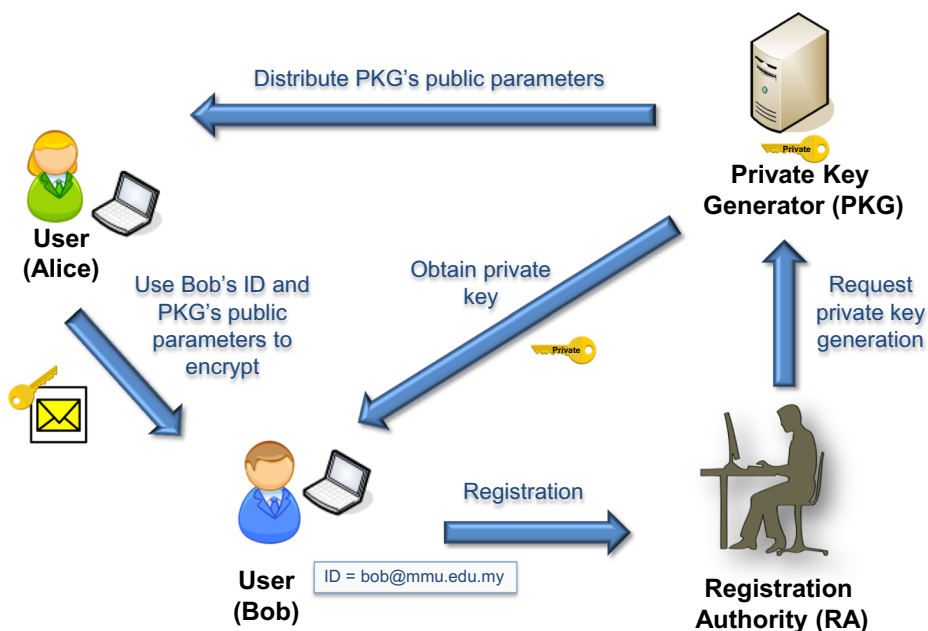 Distribute PKG's public parameters
Private
Private Key
Generator (PKG)
User
(Alice)
Use Bob's ID and
PKG's public
parameters to
encrypt
Obtain private
key
Private
Request
private key
generation
Registration
User
(Bob)
ID = bob@mmu.edu.my
Registration
Authority (RA)